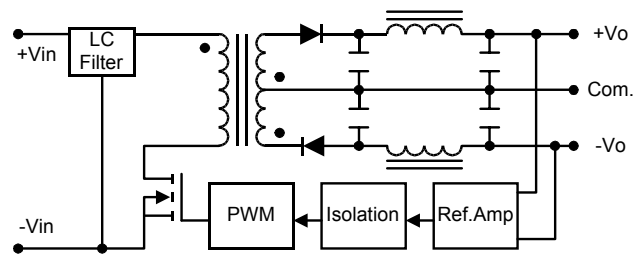 +Vin
LC
Filter
+Vo
Com.
-Vo
-Vin
PWM
Isolation
Ref.Amp